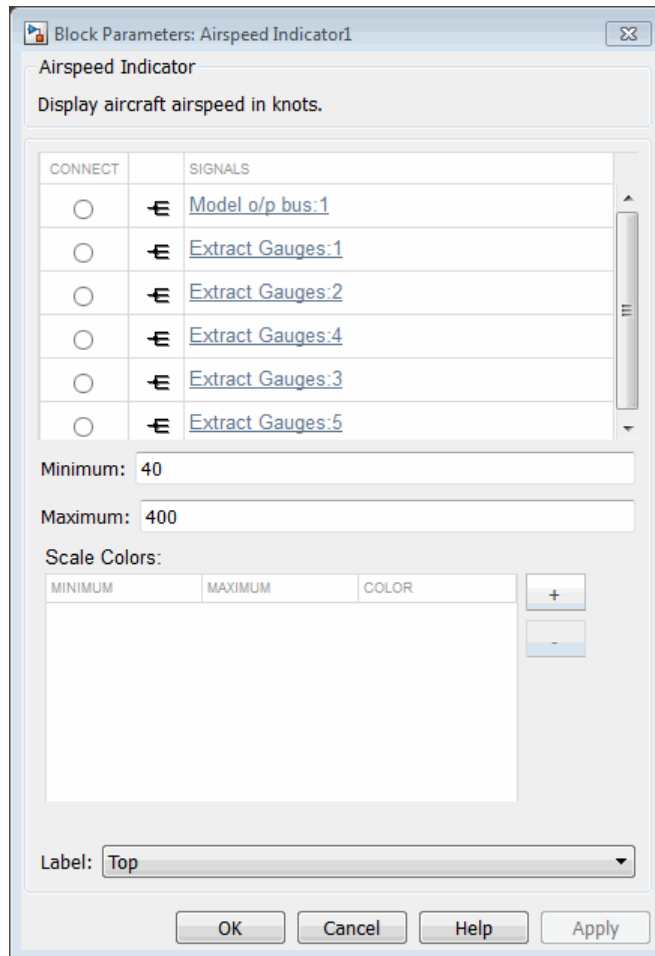 Block Parameters: Airspeed Indicator1
Airspeed Indicator
Display aircraft airspeed in knots.
CONNECT SIGNALS
Model o/p bus:1
Extract Gauges:1
Extract Gauges:2
Extract Gauges:4
Extract Gauges:3
Extract Gauges:5
Minimum: 40
Maximum: 400
Scale Colors:
MINIMUM MAXIMUM COLOR
+
-
Label: Top
OK Cancel Help Apply